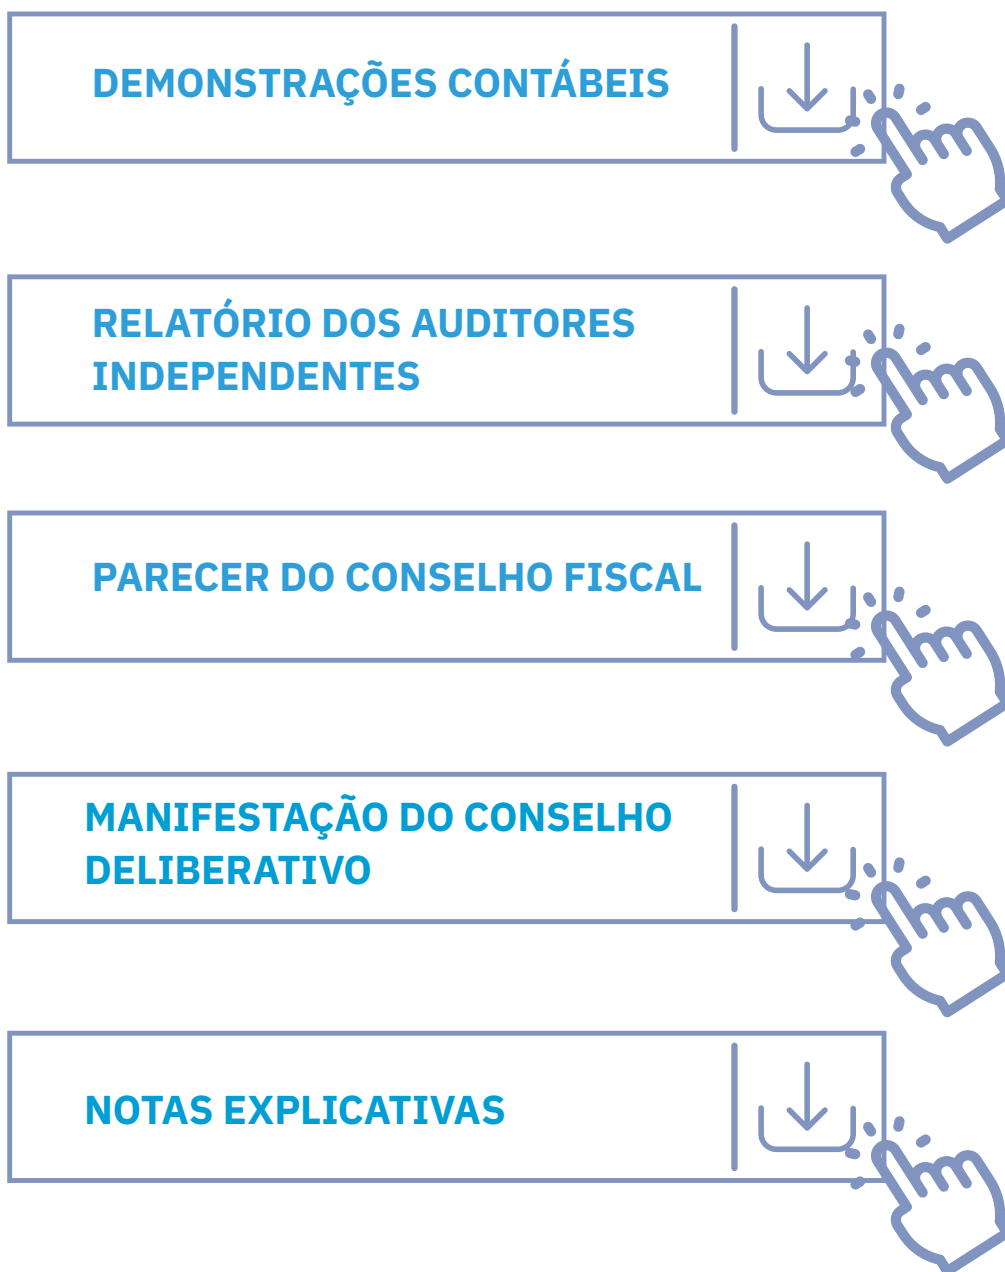 DEMONSTRAÇÕES CONTÁBEIS
RELATÓRIO DOS AUDITORES
INDEPENDENTES
PARECER DO CONSELHO FISCAL
MANIFESTAÇÃO DO CONSELHO
DELIBERATIVO
NOTAS EXPLICATIVAS